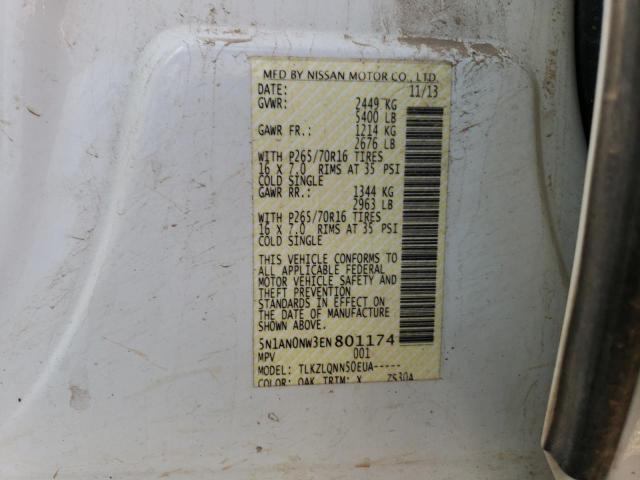 MFD BY NISSAN MOTOR CO., LTD.
DATE: 11/13
GVWR: 2449 KG
5400 LB
GAWR FR.: 1214 KG
2676 LB
WITH P265/70R16 TIRES
16 X 7.0 RIMS AT 35 PSI
COLD SINGLE
GAWR RR.: 1344 KG
2963 LB
WITH P265/70R16 TIRES
16 X 7.0 RIMS AT 35 PSI
COLD SINGLE
THIS VEHICLE CONFORMS TO
ALL APPLICABLE FEDERAL
MOTOR VEHICLE SAFETY AND
THEFT PREVENTION
STANDARDS IN EFFECT ON
THE DATE OF MANUFACTURE
SHOWN ABOVE.
5N1AN0NW3EN801174
MPV 001
MODEL: TLKZLQNN50EUA-----
COLOR: QAK TRIM: X ZS30A